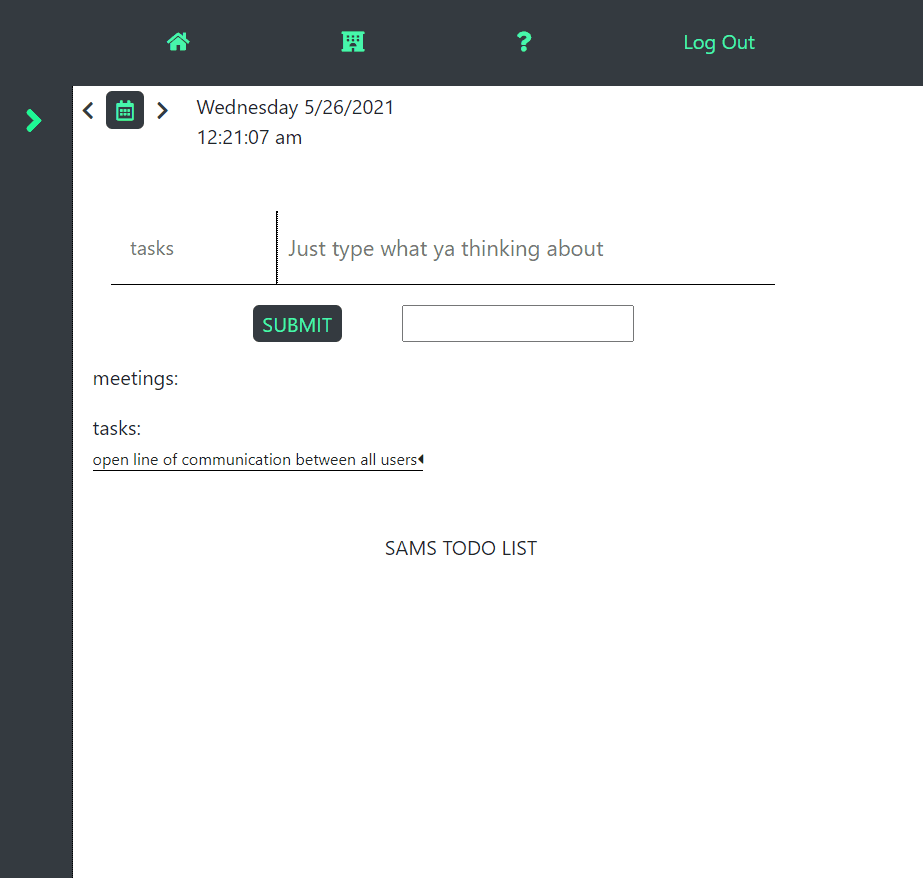 Log Out
Wednesday 5/26/2021
12:21:07 am
tasks
Just type what ya thinking about
SUBMIT
meetings:
tasks:
open line of communication between all users
SAMS TODO LIST